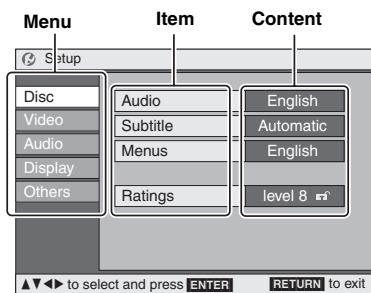 Menu Item Content
Setup
Disc Audio English
Video Subtitle Automatic
Audio Menus English
Display
Others Ratings level 8
▲▼◀▶ to select and press ENTER RETURN to exit